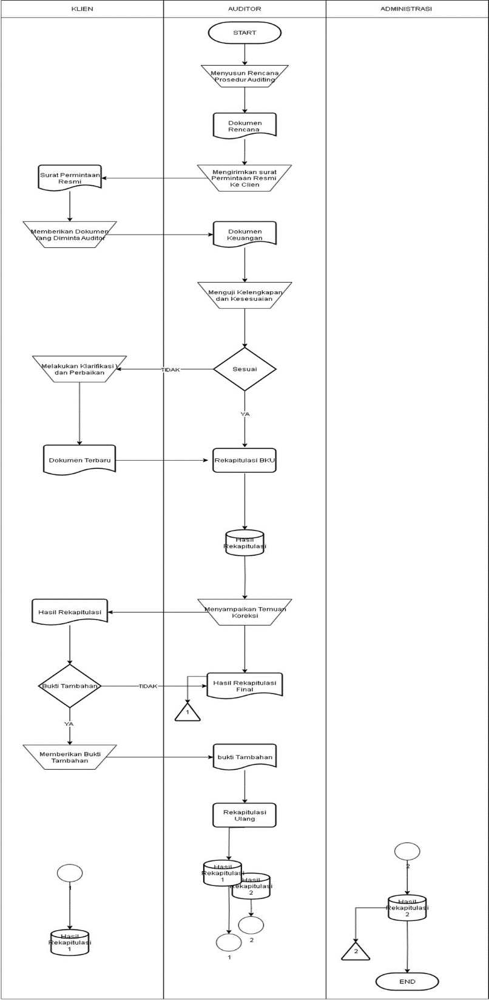 KLIEN
AUDITOR
ADMINISTRASI
START
Menyusun Rencana
Prosedur Auditing
Dokumen
Rencana
Surat Permintaan
Resmi
Mengirimkan surat
Permintaan Resmi
Ke Clien
Memberikan Dokumen
Yang Diminta Auditor
Dokumen
Keuangan
Menguji Kelengkapan
dan Kesesuaian
Melakukan Klarifikasi \
dan Perbaikan
TIDAK
Sesuai
YA
Dokumen Terbaru
Rekapitulasi BKU
Hasil
Rekapitulasi
Hasil Rekapitulasi
Menyampaikan Temuan
Koreksi
Bukti Tambahan
TIDAK
Hasil Rekapitulasi
Final
1
YA
Memberikan Bukti
Tambahan
bukti Tambahan
Rekapitulasi
Ulang
1
Hasil
Rekapitulasi
1
Hasil
Rekapitulasi
1
Hasil
Rekapitulasi
2
2
1
2
Hasil
Rekapitulasi
2
2
END